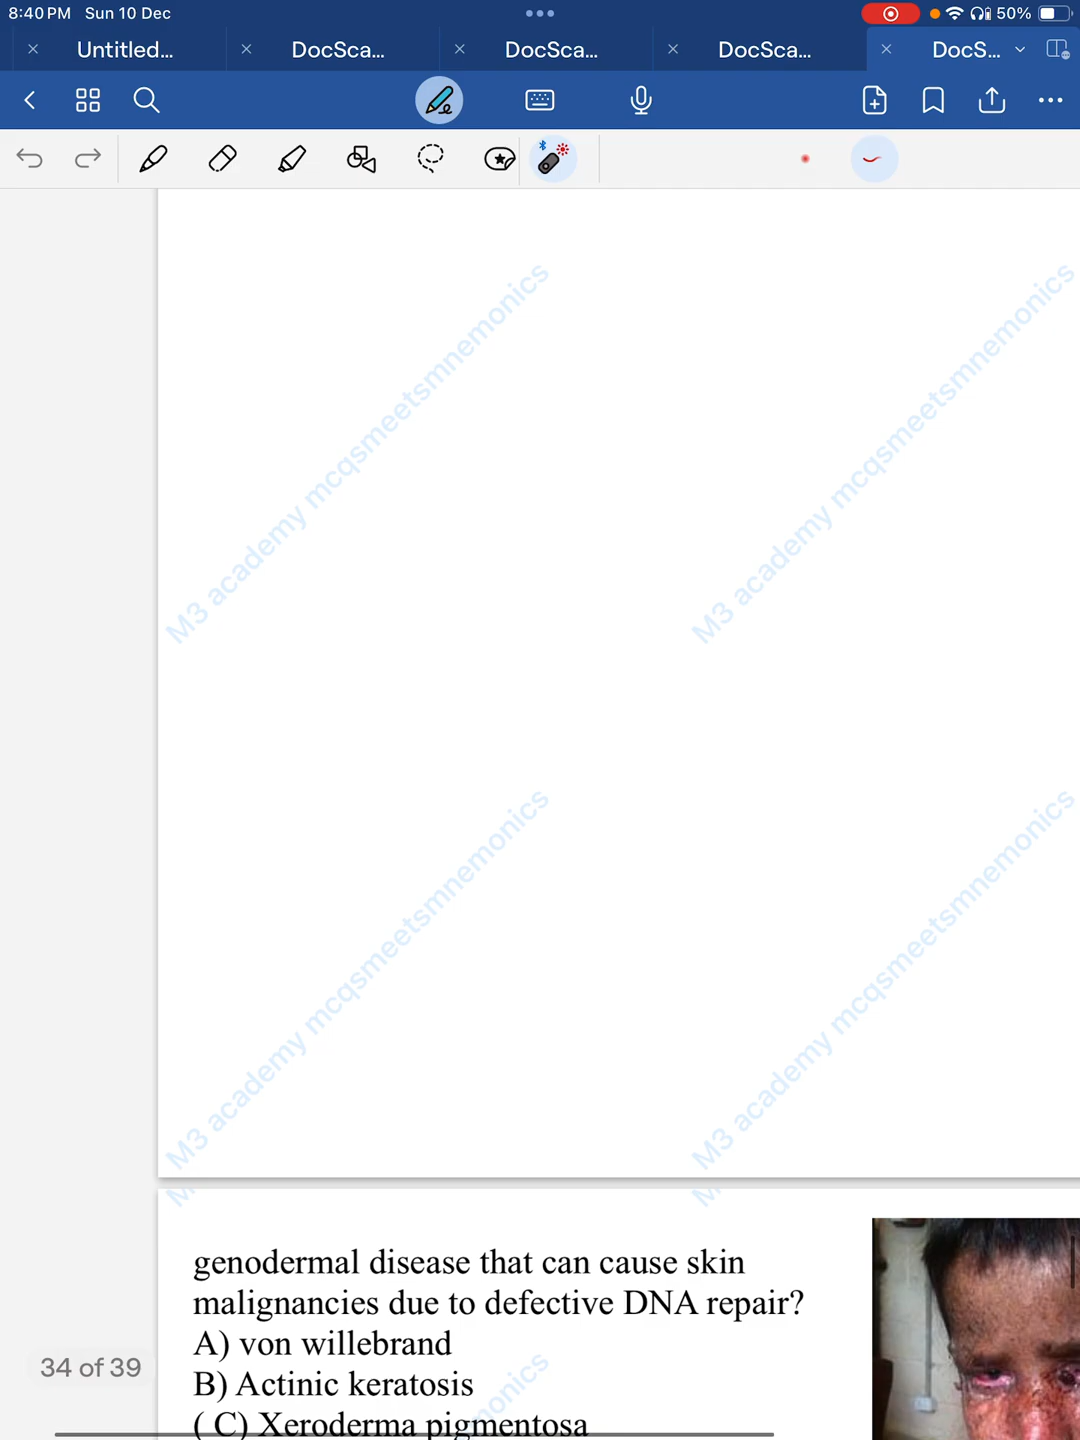 8:40 PM Sun 10 Dec
50%
Untitled...
DocSca...
DocSca...
DocSca...
DocS...
M3 academy mcqsmeetsmnemonics
M3 academy mcqsmeetsmnemonics
M3 academy mcqsmeetsmnemonics
M3 academy mcqsmeetsmnemonics
genodermal disease that can cause skin
malignancies due to defective DNA repair?
A) von willebrand
34 of 39
B) Actinic keratosis
( C) Xeroderma pigmentosa
onics